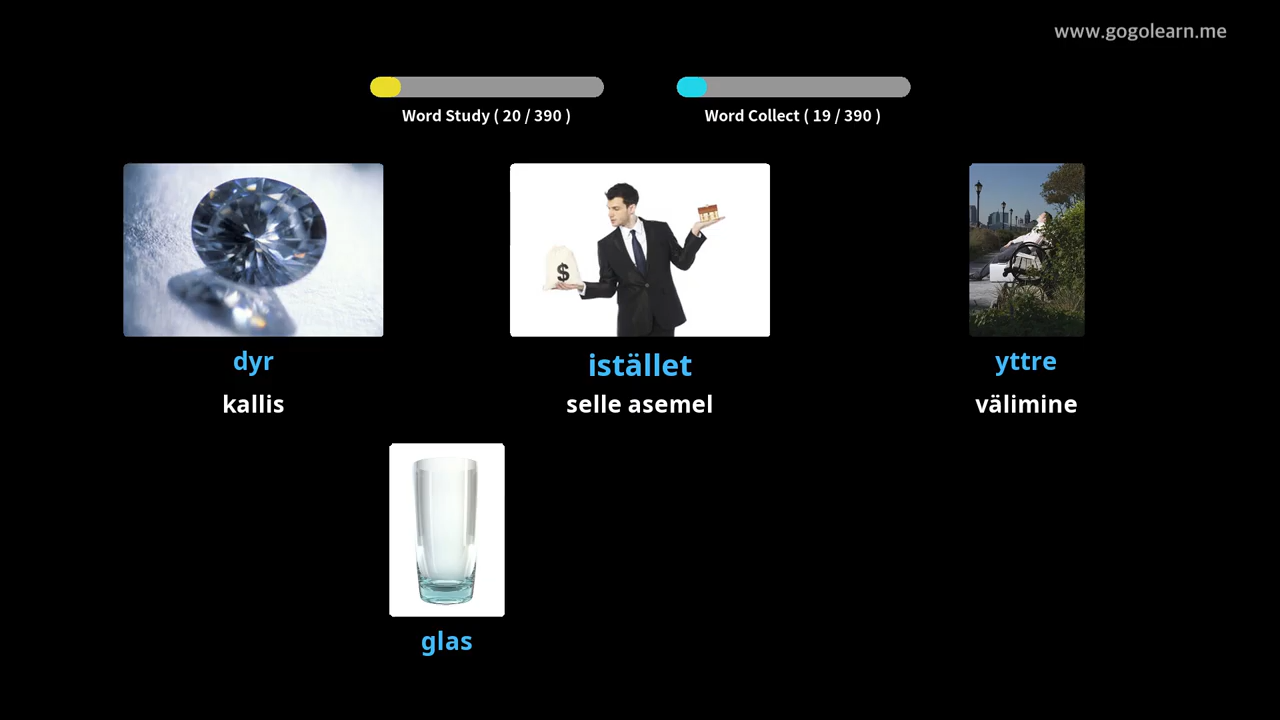 www.gogolearn.me
Word Study ( 20 / 390 )
Word Collect ( 19 / 390 )
$
dyr
istället
yttre
kallis
selle asemel
välimine
glas